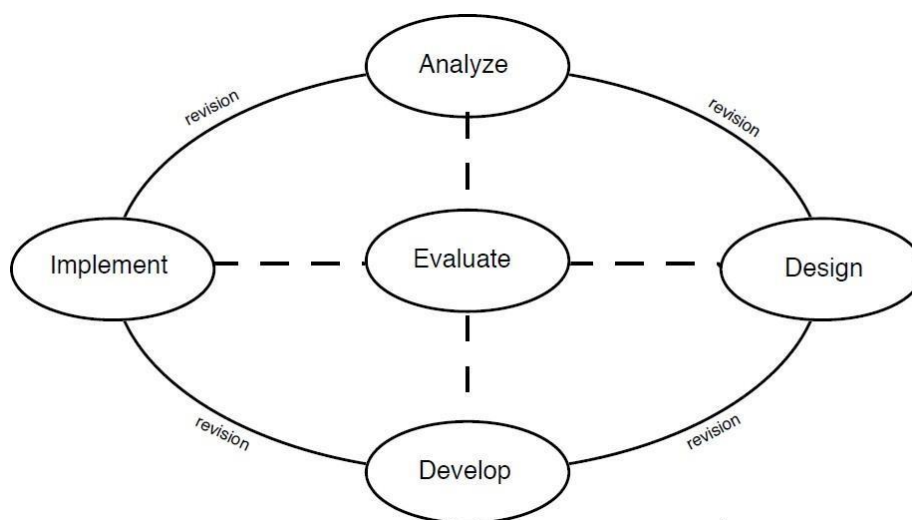 Analyze
revision
revision
Implement
Evaluate
Design
revision
revision
Develop